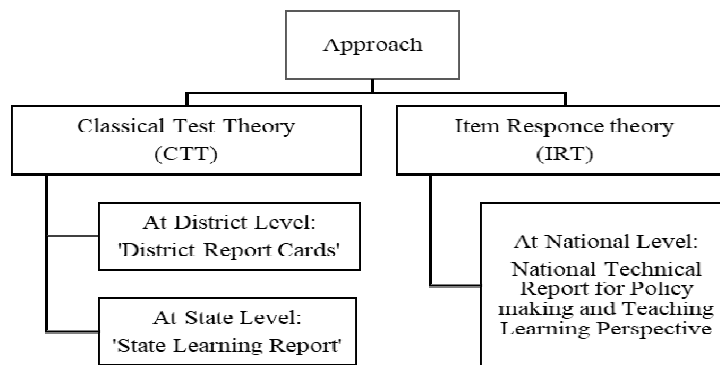 Approach
Classical Test Theory
(CTT)
Item Responce theory
(IRT)
At District Level:
'District Report Cards'
At State Level:
'State Learning Report'
At National Level:
National Technical
Report for Policy
making and Teaching
Learning Perspective